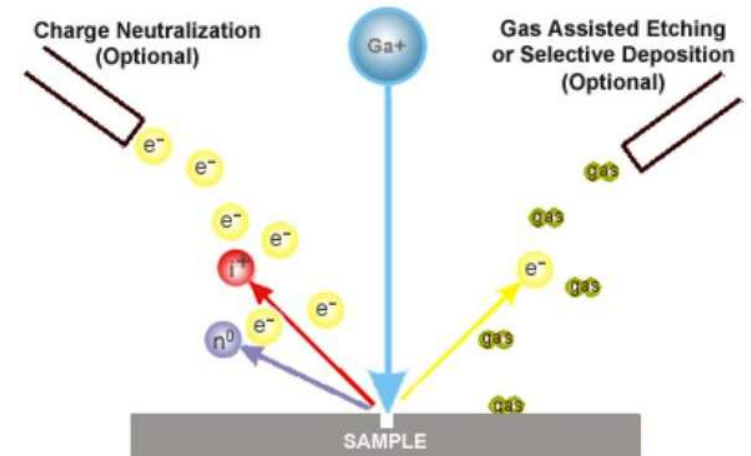 Charge Neutralization
(Optional)
Ga+
Gas Assisted Etching
or Selective Deposition
(Optional)
e⁻
e⁻
e⁻
e⁻
i⁺
e⁻
e⁻
n⁰
gas
gas
e⁻
gas
gas
gas
SAMPLE